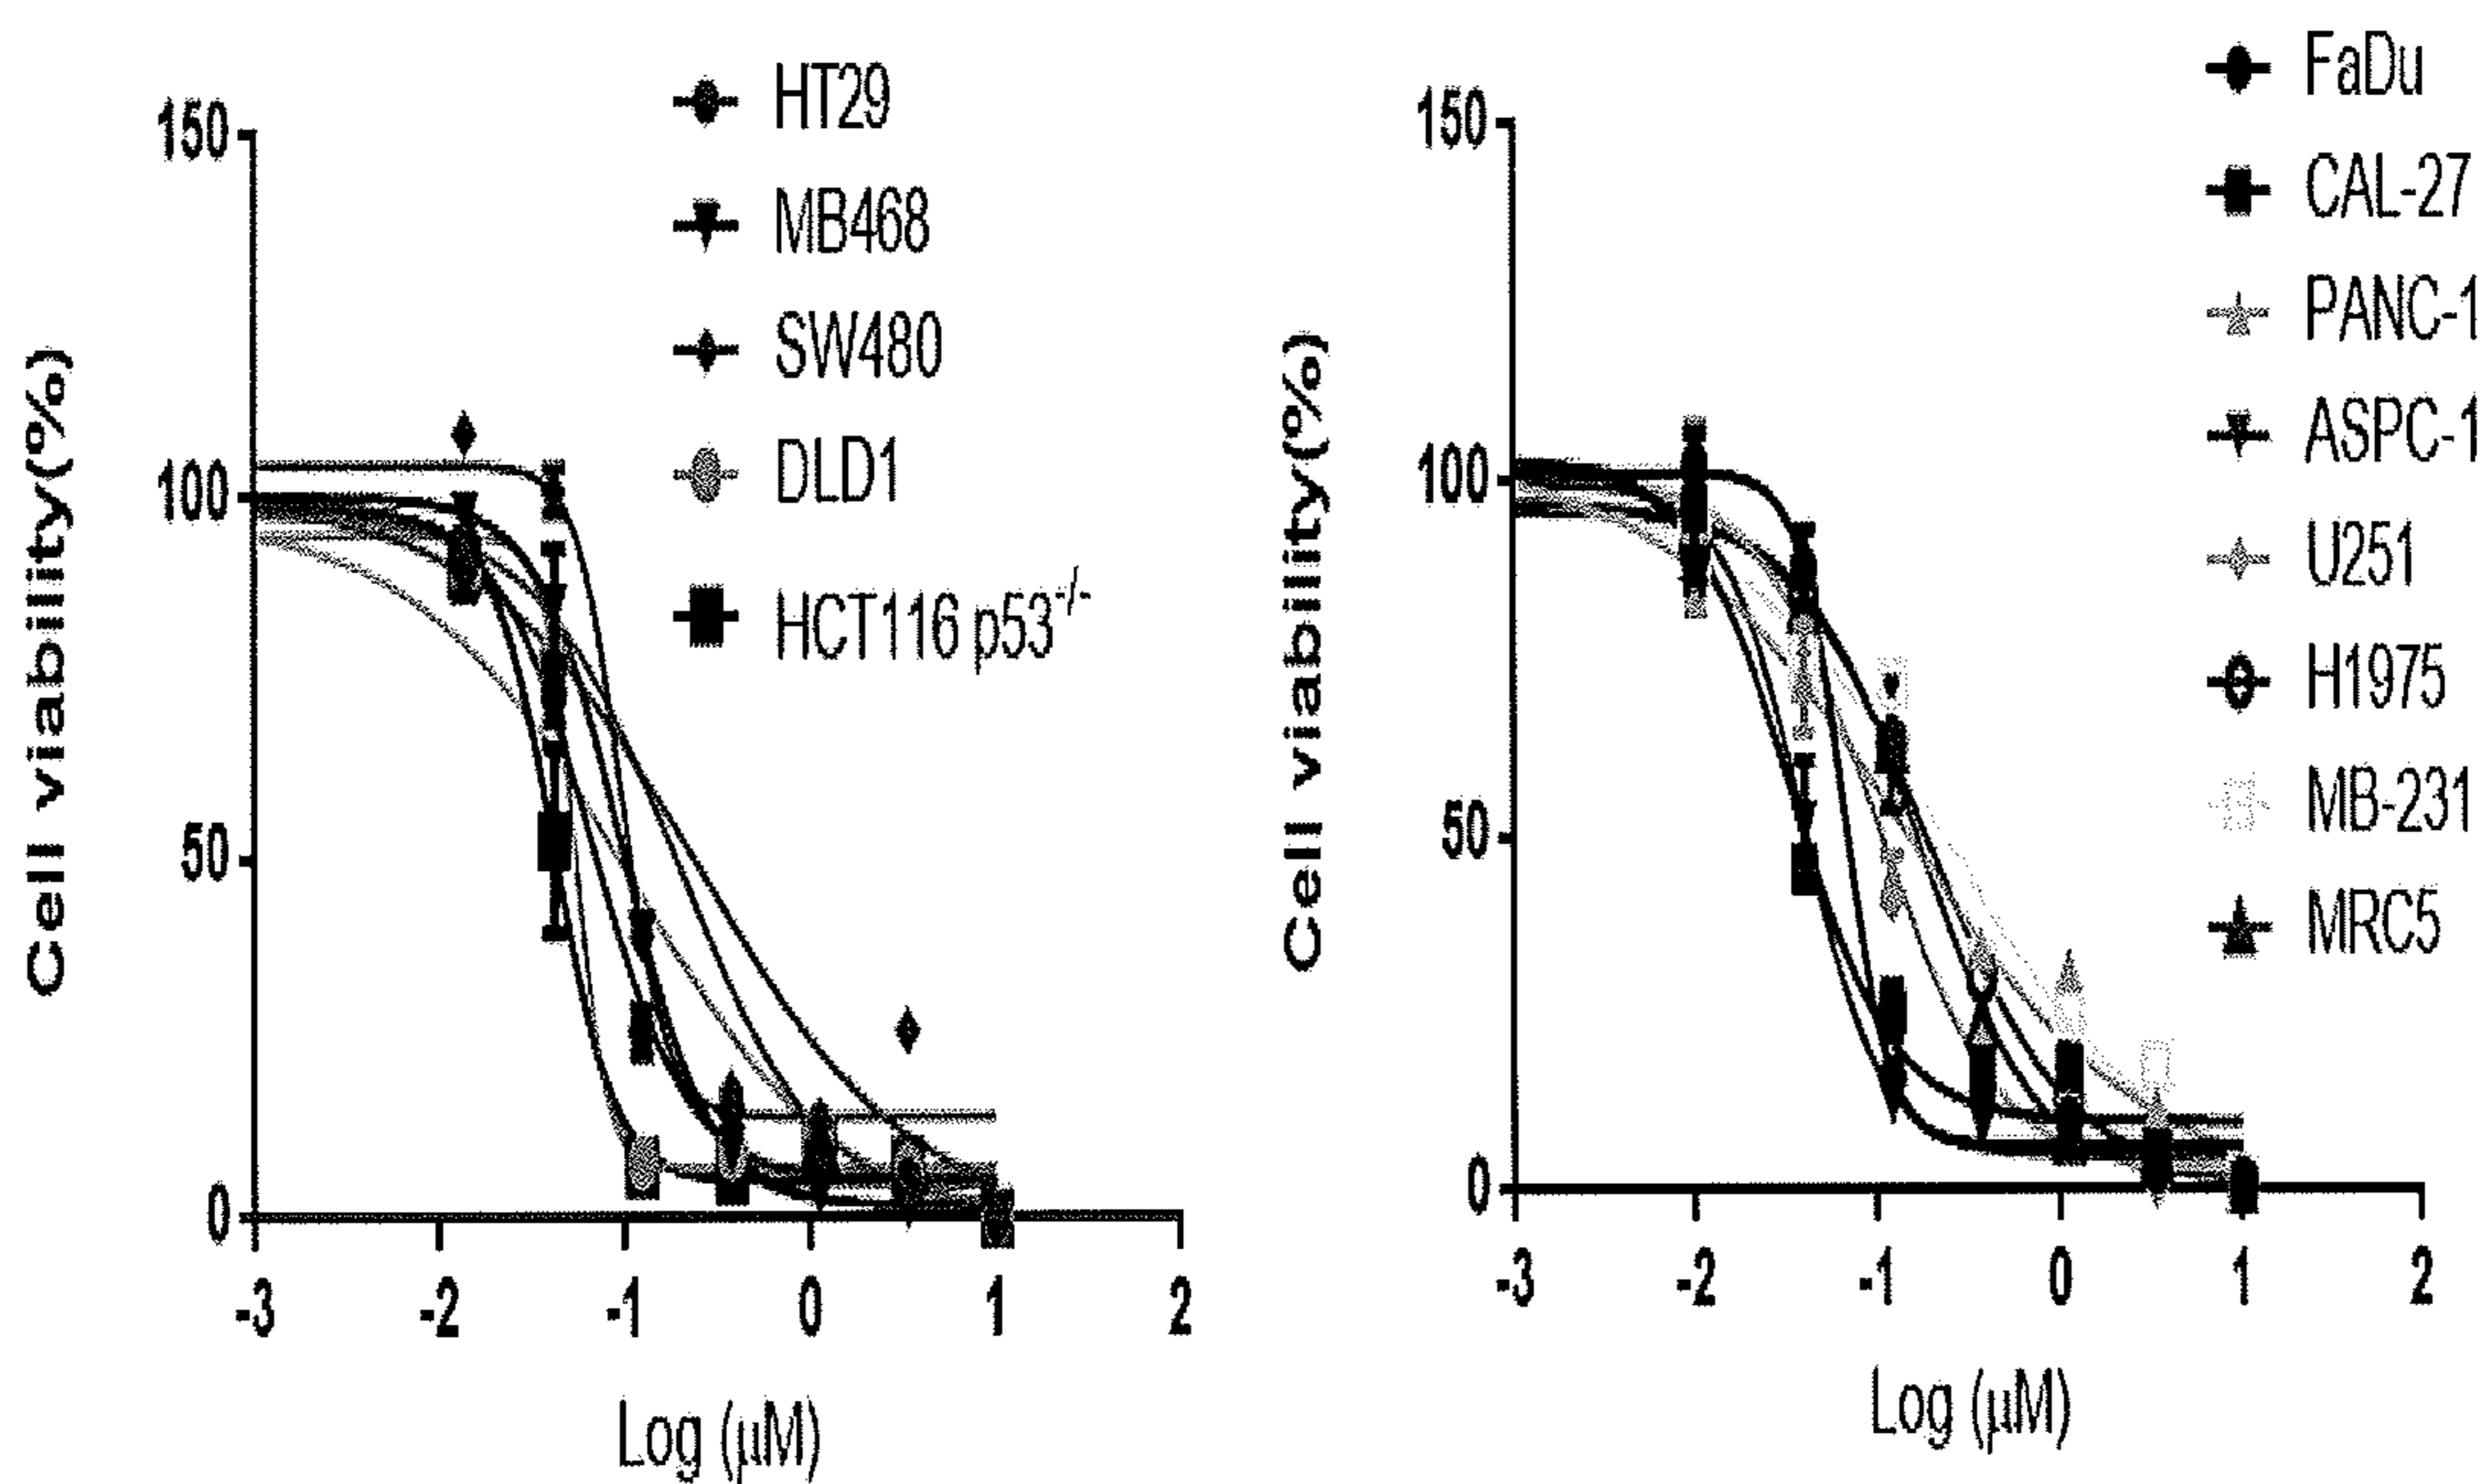 Cell viability(%)
150
100
50
0
-3
-2
-1
0
1
2
Log (μM)
HT29
MB468
SW480
DLD1
HCT116 p53-/-
Cell viability(%)
150
100
50
0
-3
-2
-1
0
1
2
Log (μM)
FaDu
CAL-27
PANC-1
ASPC-1
U251
H1975
MB-231
MRC5